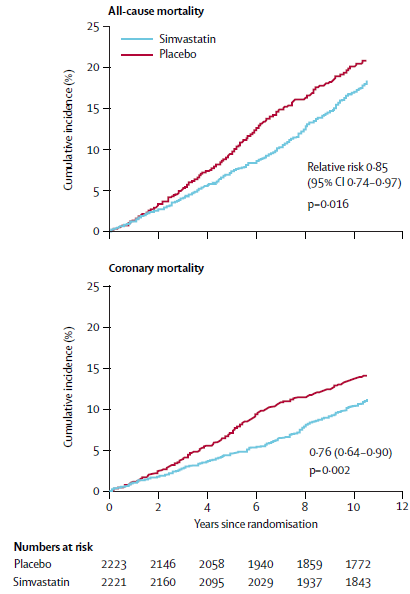 All-cause mortality
25
Simvastatin
Placebo
20
15
10
5
0
Cumulative incidence (%)
Relative risk 0·85
(95% CI 0·74–0·97)
p=0·016
Coronary mortality
25
20
15
10
5
0
Cumulative incidence (%)
0·76 (0·64–0·90)
p=0·002
0 2 4 6 8 10 12
Years since randomisation
Numbers at risk
Placebo 2223 2146 2058 1940 1859 1772
Simvastatin 2221 2160 2095 2029 1937 1843